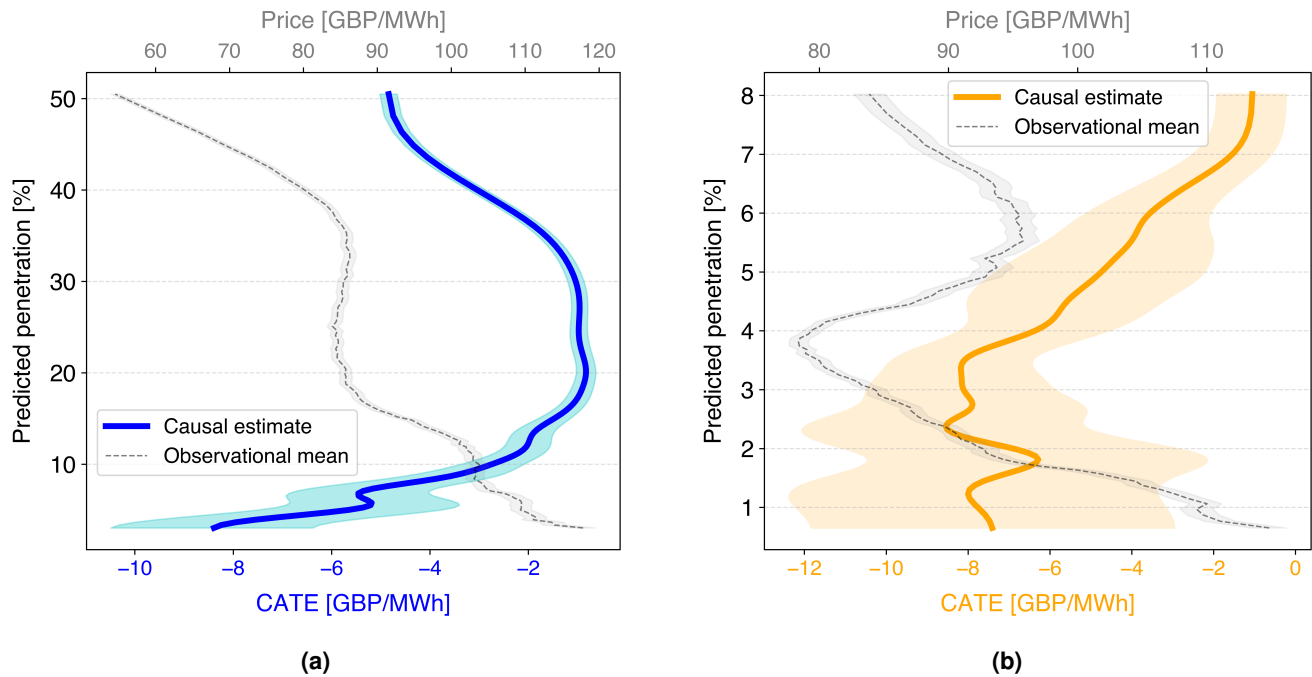 Price [GBP/MWh]
60 70 80 90 100 110 120
Predicted penetration [%]
50
40
30
20
10
Causal estimate
Observational mean
−10 −8 −6 −4 −2
CATE [GBP/MWh]
(a)
Price [GBP/MWh]
80 90 100 110
Predicted penetration [%]
8
7
6
5
4
3
2
1
Causal estimate
Observational mean
−12 −10 −8 −6 −4 −2 0
CATE [GBP/MWh]
(b)